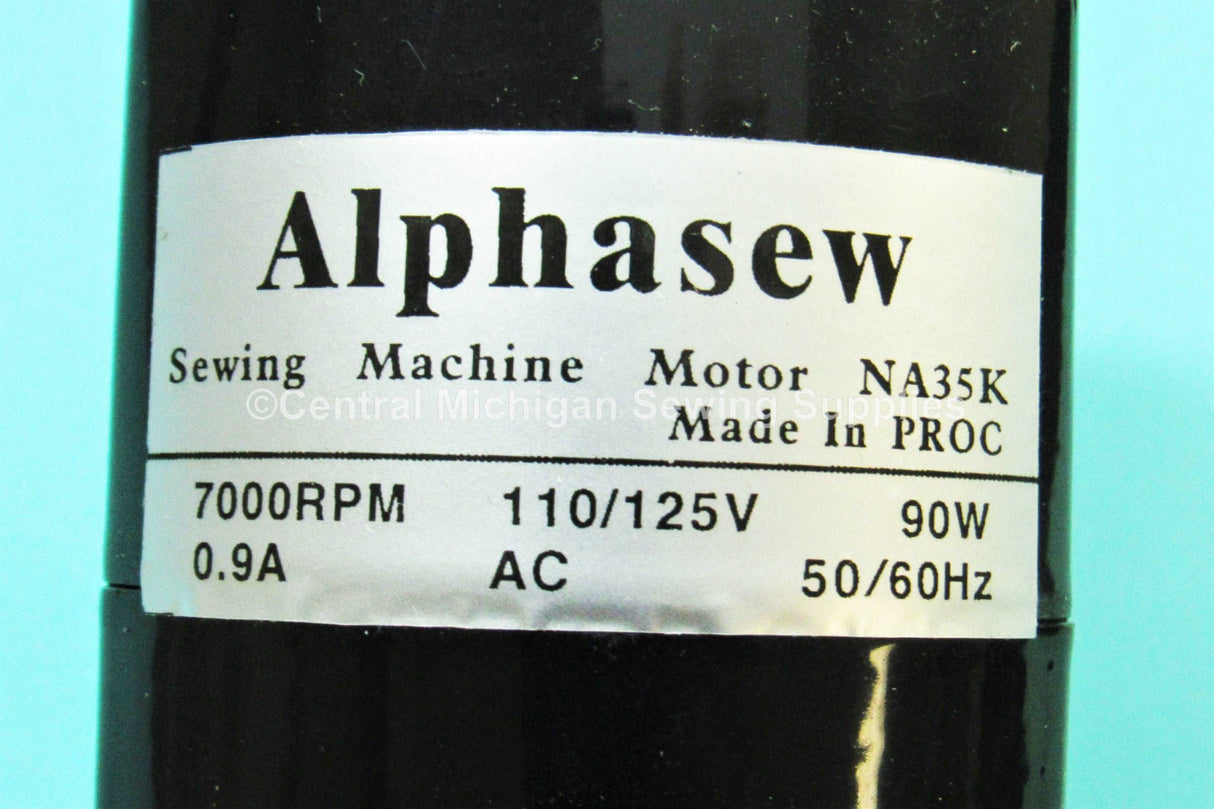 Alphasew
Sewing Machine Motor NA35K
©Central Michigan Sewing Supplies
Made In PROC
7000RPM 110/125V 90W
0.9A AC 50/60Hz